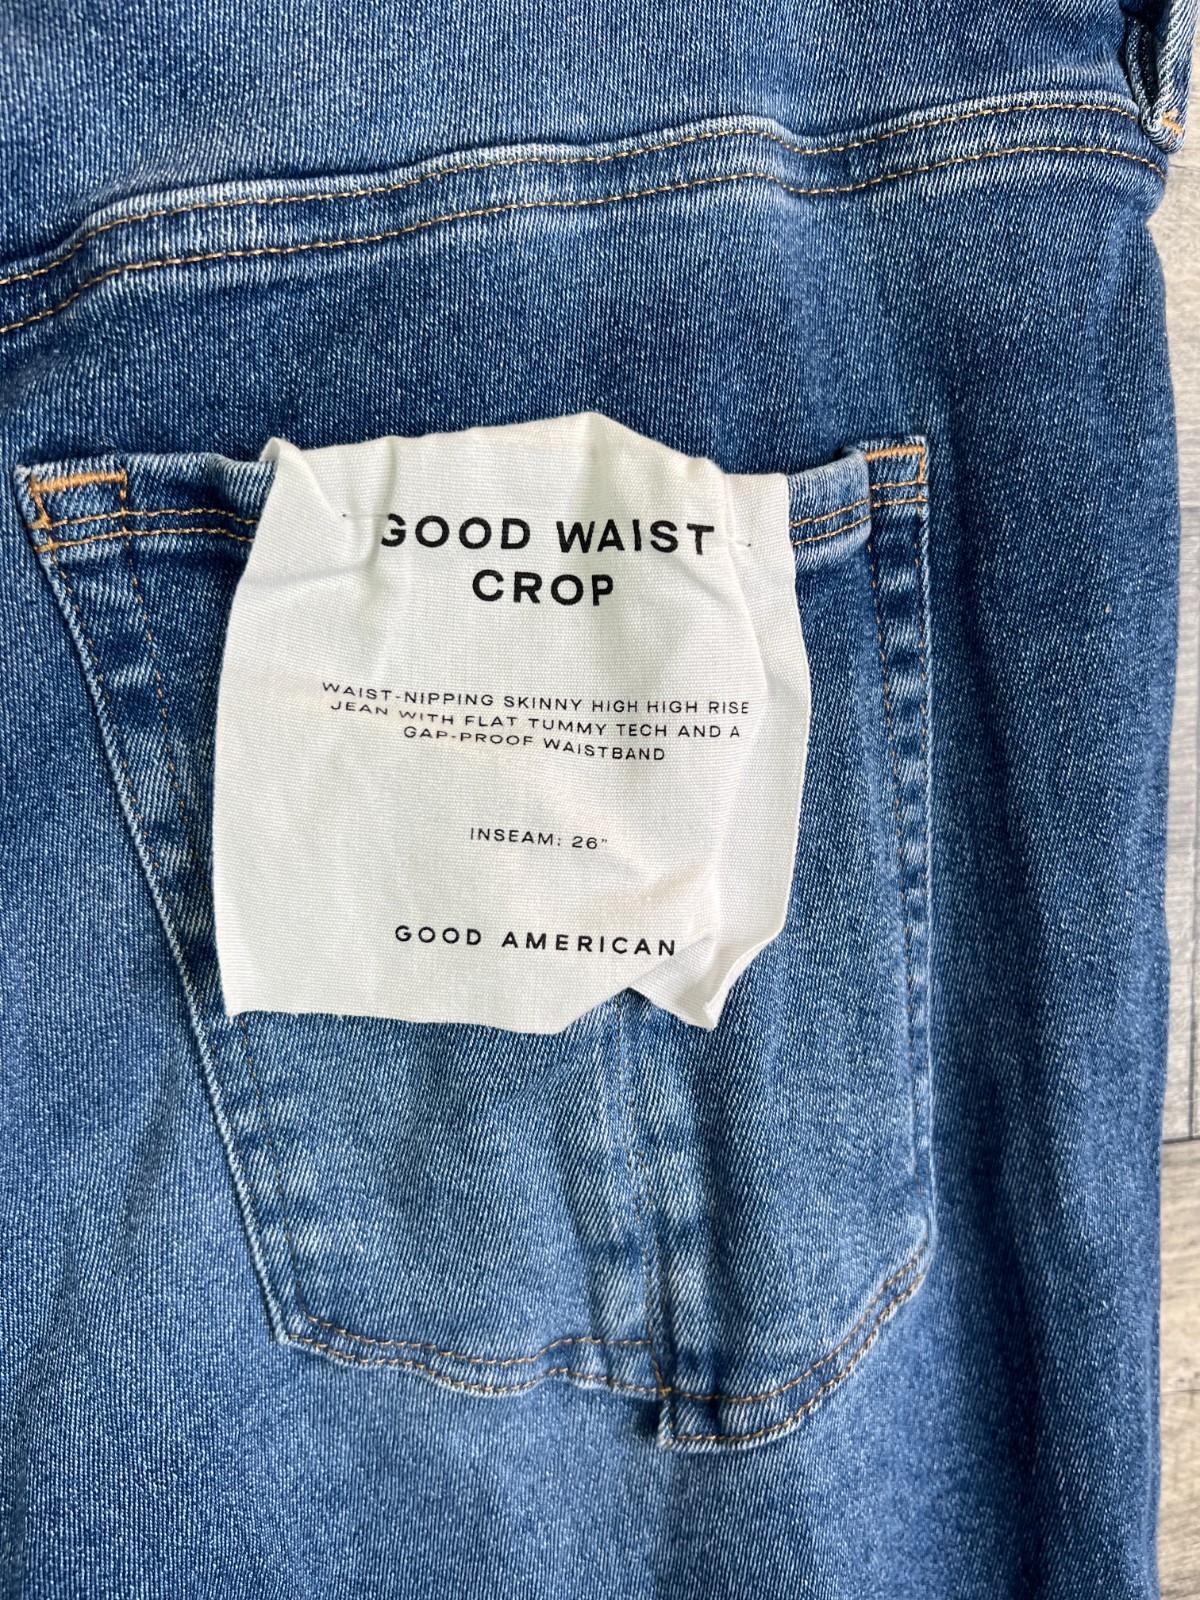 GOOD WAIST
CROP
WAIST-NIPPING SKINNY HIGH HIGH RISE
JEAN WITH FLAT TUMMY TECH AND A
GAP-PROOF WAISTBAND
INSEAM: 26"
GOOD AMERICAN